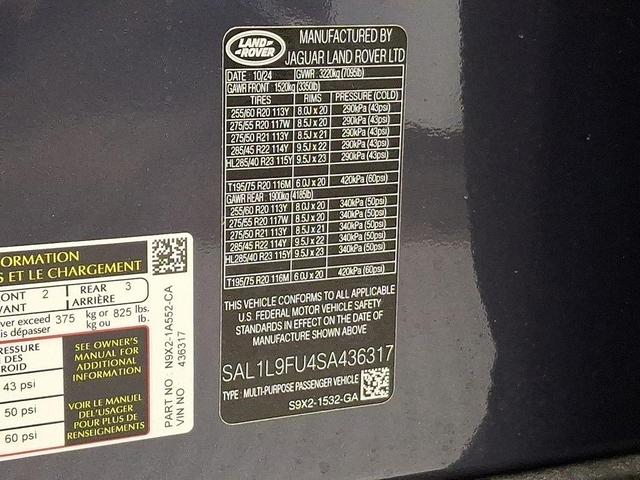 LAND ROVER
MANUFACTURED BY
JAGUAR LAND ROVER LTD
DATE 10/24 GVWR 3220kg (7095lb)
GAWR FRONT 1520kg (3350lb)
TIRES RIMS PRESSURE (COLD)
255/60 R20 113Y 8.0J x 20 290kPa (43psi)
275/55 R20 117W 8.5J x 20 290kPa (43psi)
275/50 R21 113Y 8.5J x 21 290kPa (43psi)
285/45 R22 114Y 9.5J x 22 290kPa (43psi)
HL285/40 R23 115Y 9.5J x 23 290kPa (43psi)
T195/75 R20 116M 6.0J x 20 420kPa (60psi)
GAWR REAR 1900kg (4185lb)
255/60 R20 113Y 8.0J x 20 340kPa (50psi)
275/55 R20 117W 8.5J x 20 340kPa (50psi)
275/50 R21 113Y 8.5J x 21 340kPa (50psi)
285/45 R22 114Y 9.5J x 22 340kPa (50psi)
HL285/40 R23 115Y 9.5J x 23 340kPa (50psi)
T195/75 R20 116M 6.0J x 20 420kPa (60psi)
THIS VEHICLE CONFORMS TO ALL APPLICABLE
U.S. FEDERAL MOTOR VEHICLE SAFETY
STANDARDS IN EFFECT ON THE DATE OF
MANUFACTURE SHOWN ABOVE
SAL1L9FU4SA436317
TYPE : MULTI-PURPOSE PASSENGER VEHICLE
S9X2-1532-GA
FORMATION
S ET LE CHARGEMENT
ONT 2 REAR 3
VANT ARRIÈRE
ver exceed 375 kg or 825 lbs.
is dépasser kg ou lb.
RESSURE
N DES
ROID
43 psi
50 psi
60 psi
SEE OWNER'S
MANUAL FOR
ADDITIONAL
INFORMATION
VOIR LE MANUEL
DE L'USAGER
POUR PLUS DE
RENSEIGNEMENTS
PART NO N9X2-1A552-CA
VIN NO 436317